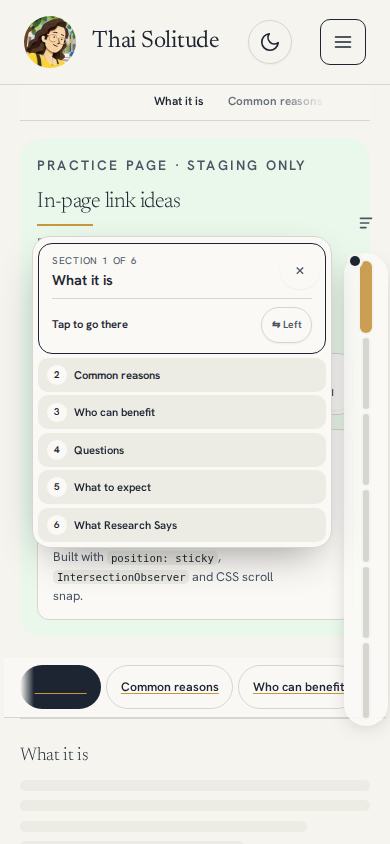 Thai Solitude
What it is
Common reasons
PRACTICE PAGE · STAGING ONLY
In-page link ideas
SECTION 1 OF 6
What it is
×
Tap to go there
⇆ Left
2 Common reasons
3 Who can benefit
4 Questions
5 What to expect
6 What Research Says
Built with position: sticky,
IntersectionObserver and CSS scroll
snap.
Common reasons
Who can benefit
What it is